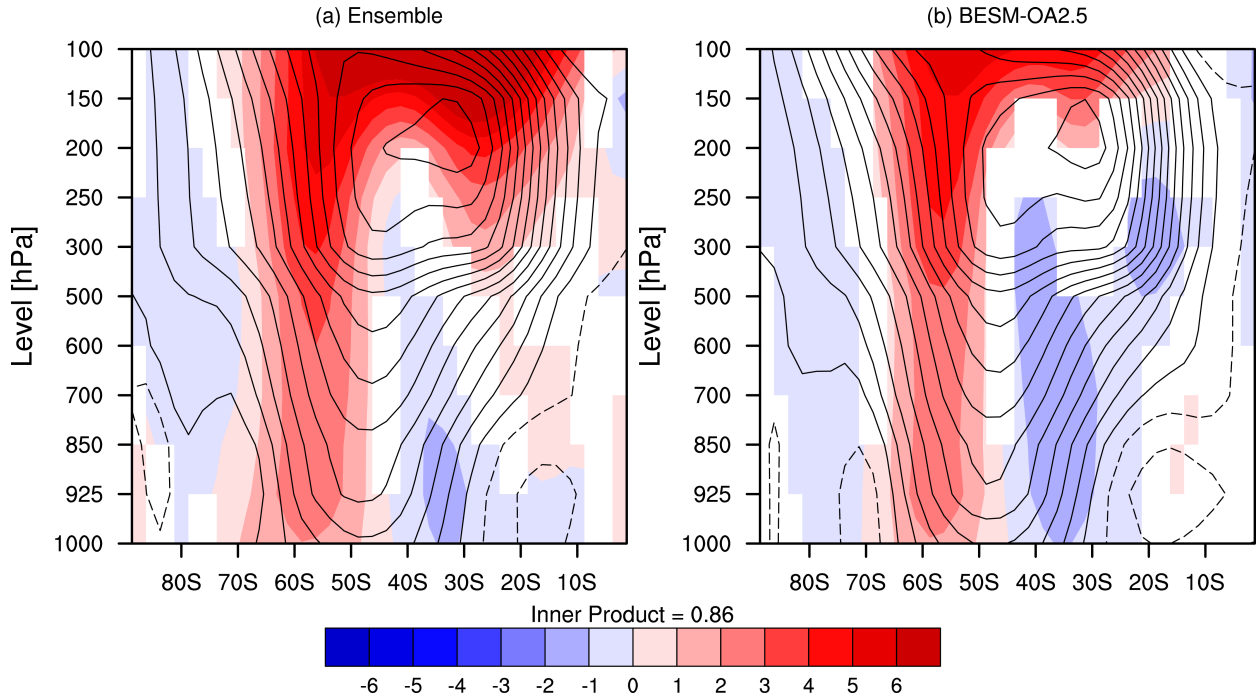 (a) Ensemble
(b) BESM-OA2.5
Level [hPa]
100
150
200
250
300
500
600
700
850
925
1000
80S 70S 60S 50S 40S 30S 20S 10S
Level [hPa]
100
150
200
250
300
500
600
700
850
925
1000
80S 70S 60S 50S 40S 30S 20S 10S
Inner Product = 0.86
-6 -5 -4 -3 -2 -1 0 1 2 3 4 5 6